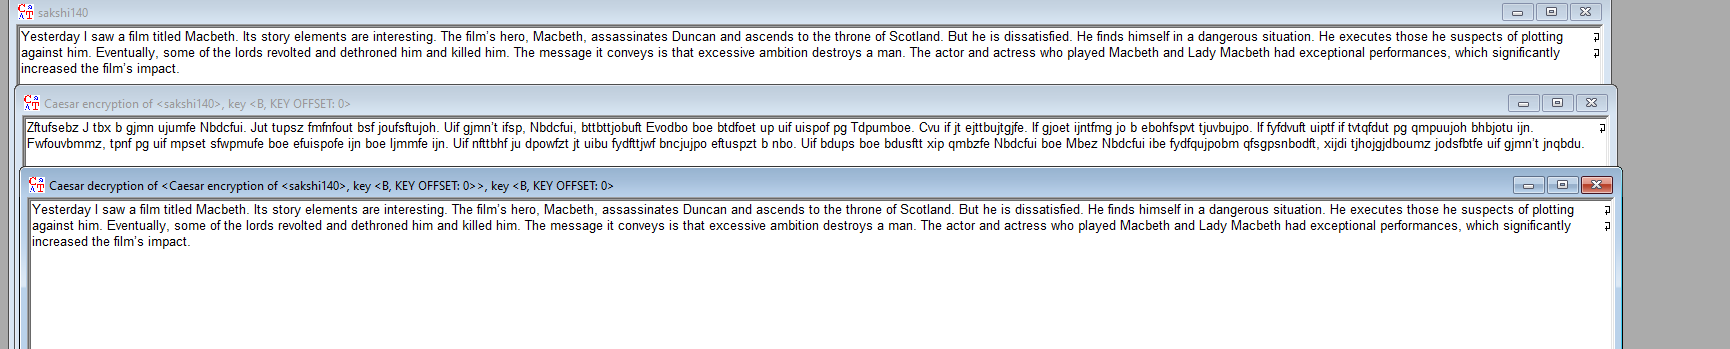 sakshi140
Yesterday I saw a film titled Macbeth. Its story elements are interesting. The film's hero, Macbeth, assassinates Duncan and ascends to the throne of Scotland. But he is dissatisfied. He finds himself in a dangerous situation. He executes those he suspects of plotting
against him. Eventually, some of the lords revolted and dethroned him and killed him. The message it conveys is that excessive ambition destroys a man. The actor and actress who played Macbeth and Lady Macbeth had exceptional performances, which significantly
increased the film's impact.
Caesar encryption of <sakshi140>, key <B, KEY OFFSET: 0>
Zftufsebz J tbx b gjmn ujumfe Nbdcfui. Jut tupsz fmfnfout bsf joufsftujoh. Uif gjmn't ifsp, Nbdcfui, bttbttjobuft Evodbo boe btdfoet up uif uispof pg Tdpumboe. Cvu if jt ejttbujtgjfe. If gjoet ijntfmg jo b ebohfspvt tjuvbujpo. If fyfdvuft uiptf if tvtqfdut pg qmpuujoh bhbjotu ijn.
Fwfouvbmmz, tpnf pg uif mpset sfwpmufe boe efuispofe ijn boe ljmmfe ijn. Uif nfttbhf ju dpowfzt jt uibu fydfttjwf bncjujpo eftuspzt b nbo. Uif bdups boe bdusftt xip qmbzfe Nbdcfui boe Mbez Nbdcfui ibe fydfqujpobm qfsgpsnbodft, xijdi tjhojgjdboumz jodsfbtfe uif gjmn't jnqbdu.
Caesar decryption of <Caesar encryption of <sakshi140>, key <B, KEY OFFSET: 0>>, key <B, KEY OFFSET: 0>
Yesterday I saw a film titled Macbeth. Its story elements are interesting. The film's hero, Macbeth, assassinates Duncan and ascends to the throne of Scotland. But he is dissatisfied. He finds himself in a dangerous situation. He executes those he suspects of plotting
against him. Eventually, some of the lords revolted and dethroned him and killed him. The message it conveys is that excessive ambition destroys a man. The actor and actress who played Macbeth and Lady Macbeth had exceptional performances, which significantly
increased the film's impact.